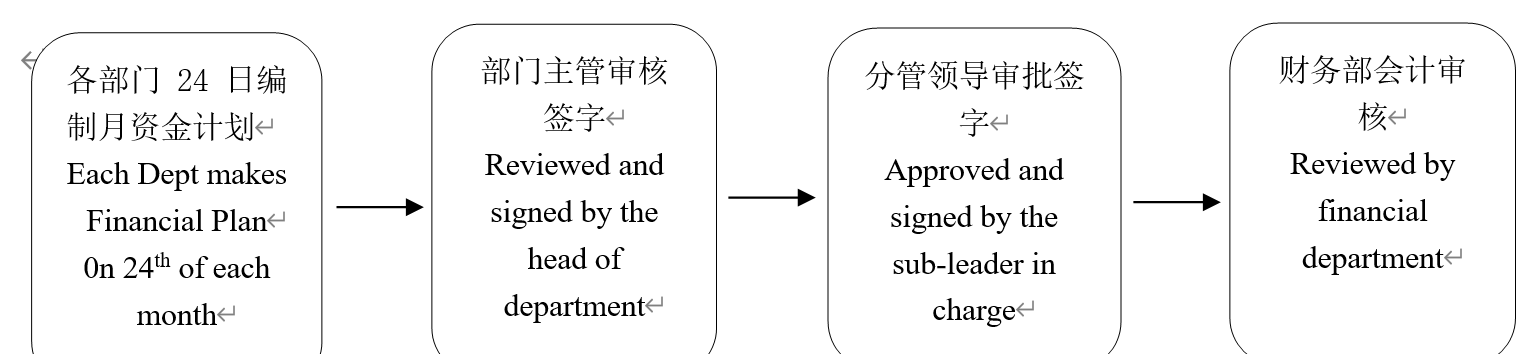 各部门 24 日编
制月资金计划
Each Dept makes
Financial Plan
0n 24th of each
month
部门主管审核
签字
Reviewed and
signed by the
head of
department
分管领导审批签
字
Approved and
signed by the
sub-leader in
charge
财务部会计审
核
Reviewed by
financial
department